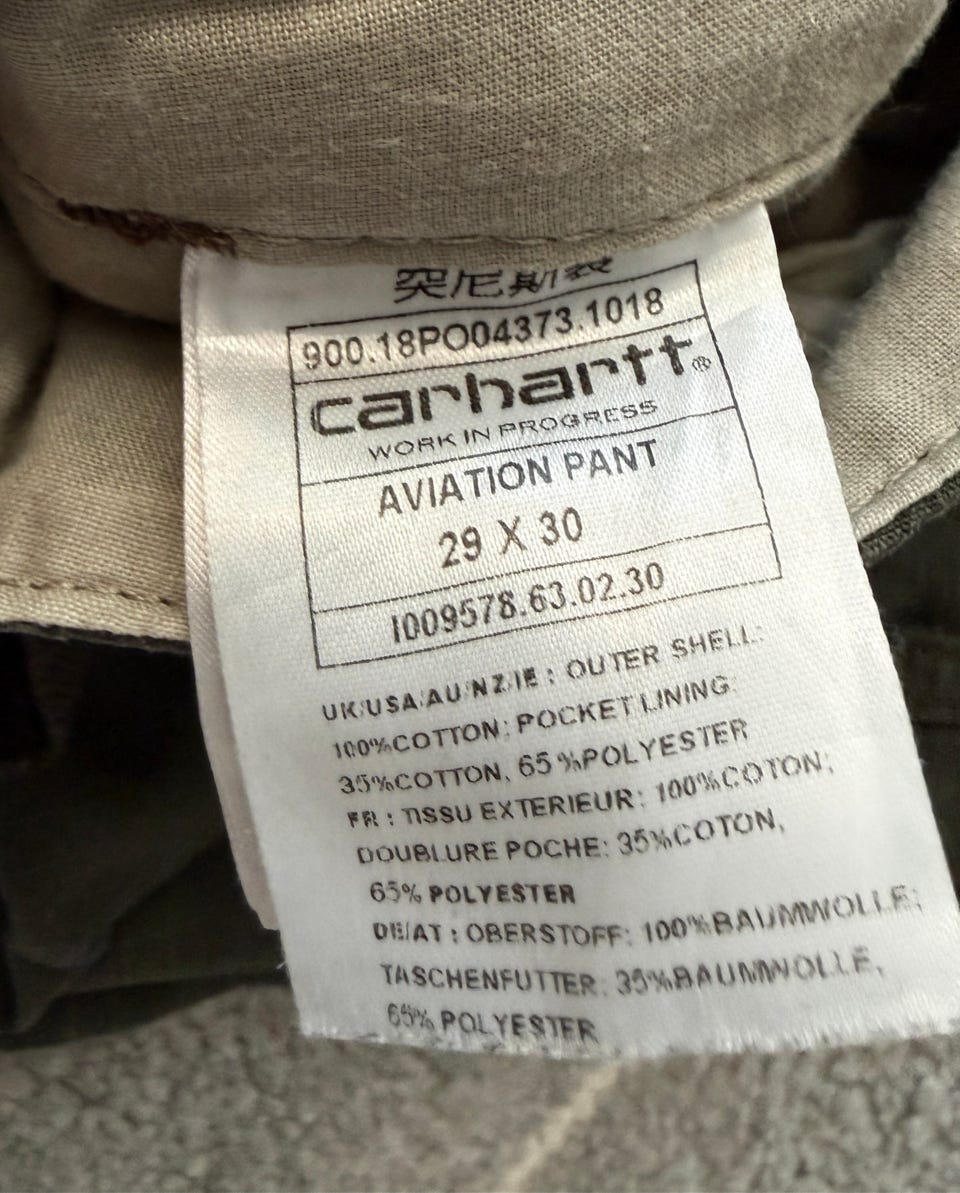 突尼斯製
900.18PO04373.1018
carhartt®
WORK IN PROGRESS
AVIATION PANT
29 X 30
I009578.63.02.30
UK/USA/AU/NZ/IE : OUTER SHELL:
100%COTTON; POCKET LINING:
35%COTTON, 65%POLYESTER
FR : TISSU EXTERIEUR: 100%COTON;
DOUBLURE POCHE: 35%COTON,
65% POLYESTER
DE/AT : OBERSTOFF: 100%BAUMWOLLE;
TASCHENFUTTER: 35%BAUMWOLLE,
65% POLYESTER